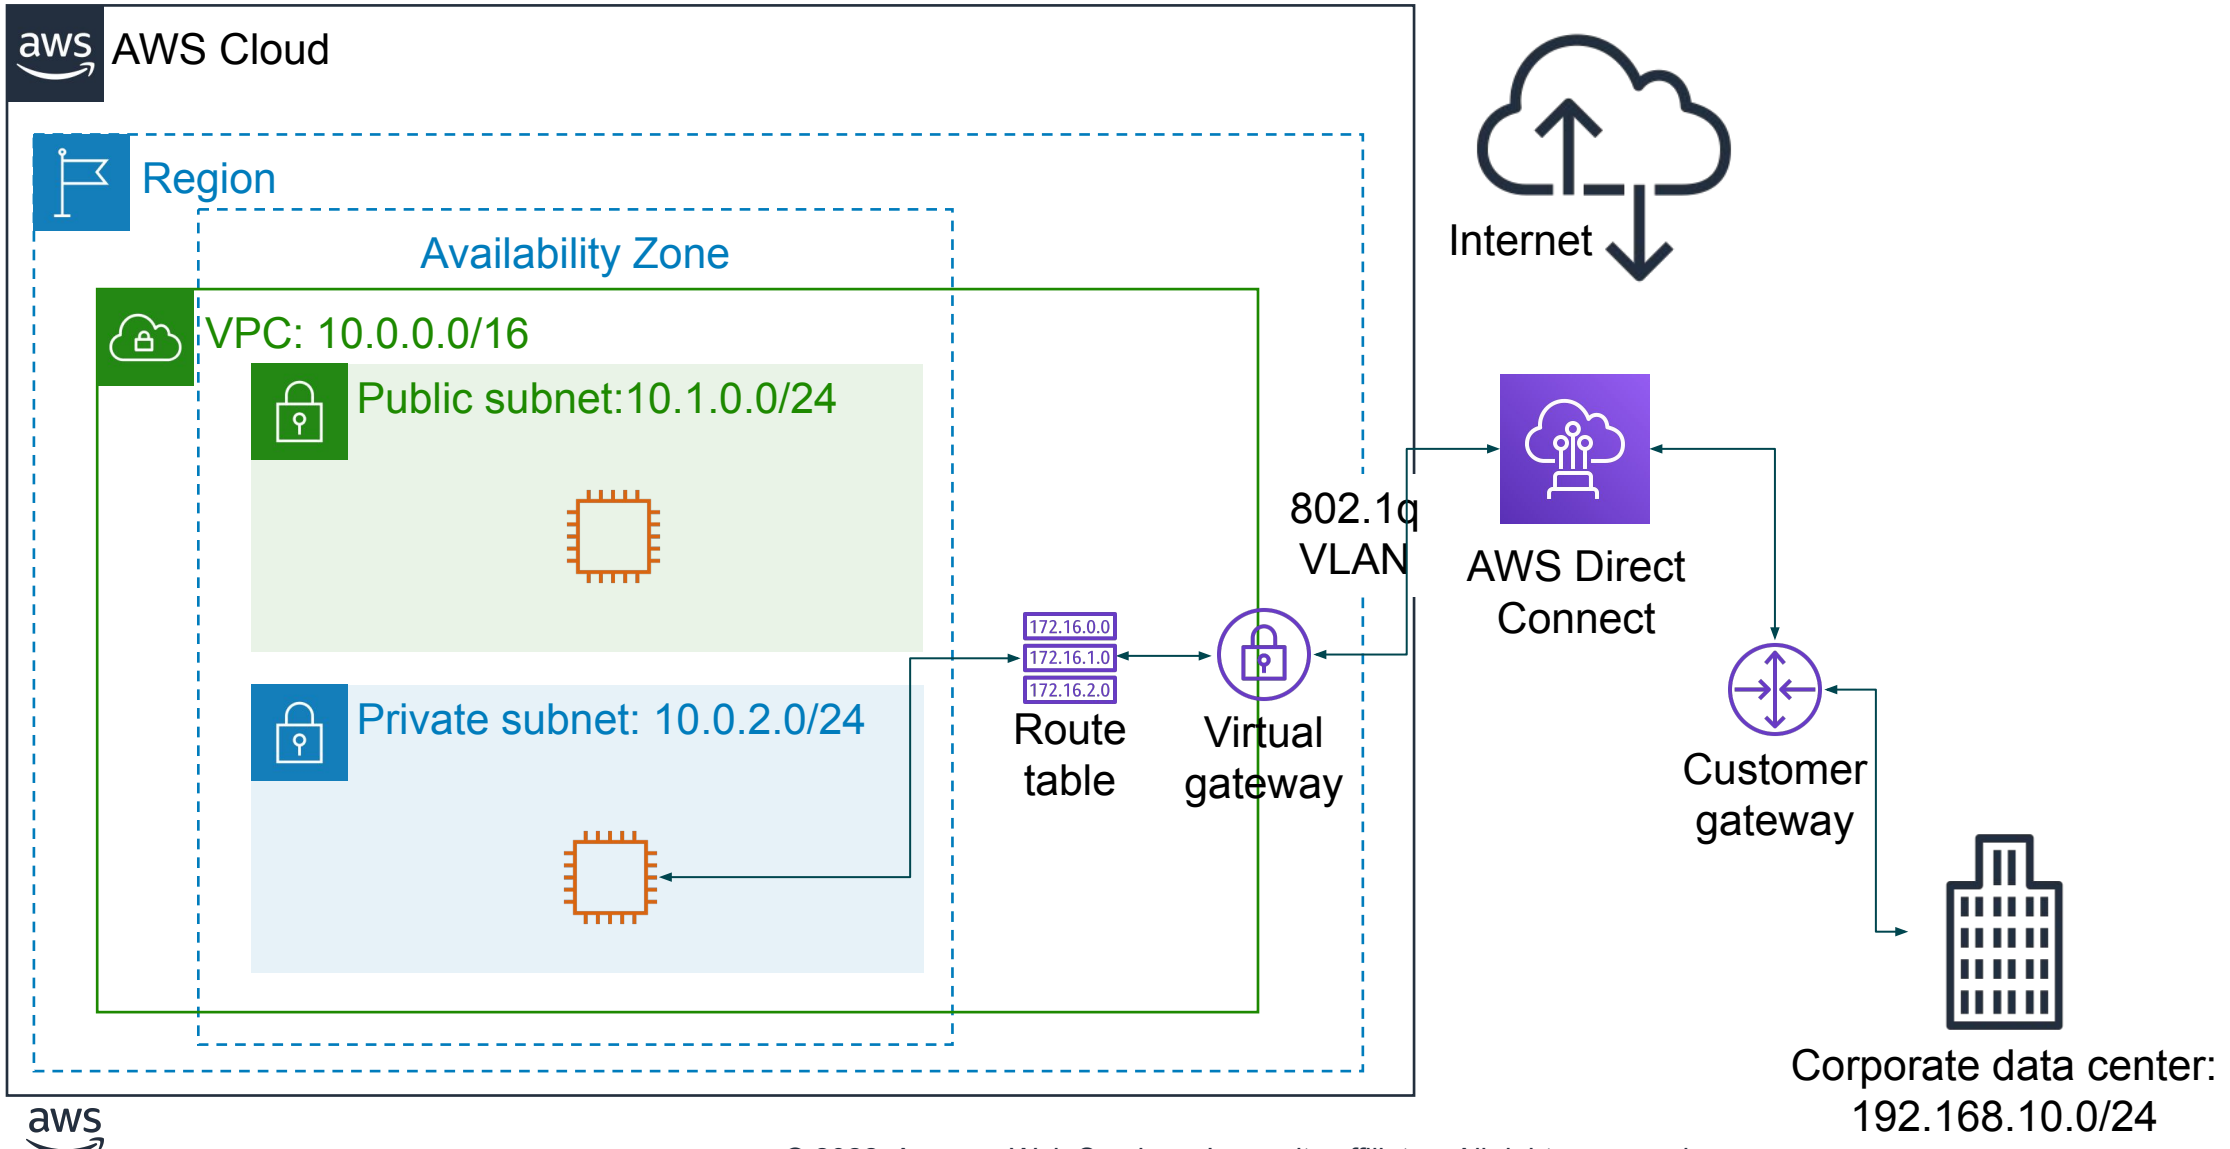 aws
AWS Cloud
Region
Availability Zone
VPC: 10.0.0.0/16
Public subnet:10.1.0.0/24
Private subnet: 10.0.2.0/24
172.16.0.0
172.16.1.0
172.16.2.0
Route
table
Virtual
gateway
802.1q
VLAN
Internet
AWS Direct
Connect
Customer
gateway
Corporate data center:
192.168.10.0/24
aws